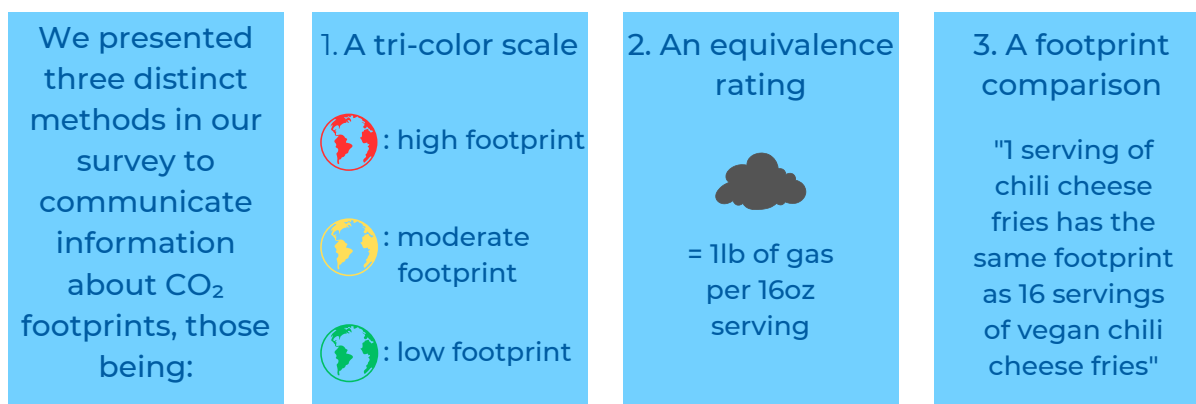 We presented
three distinct
methods in our
survey to
communicate
information
about CO₂
footprints, those
being:
1. A tri-color scale
: high footprint
: moderate
footprint
: low footprint
2. An equivalence
rating
= 1lb of gas
per 16oz
serving
3. A footprint
comparison
"1 serving of
chili cheese
fries has the
same footprint
as 16 servings
of vegan chili
cheese fries"